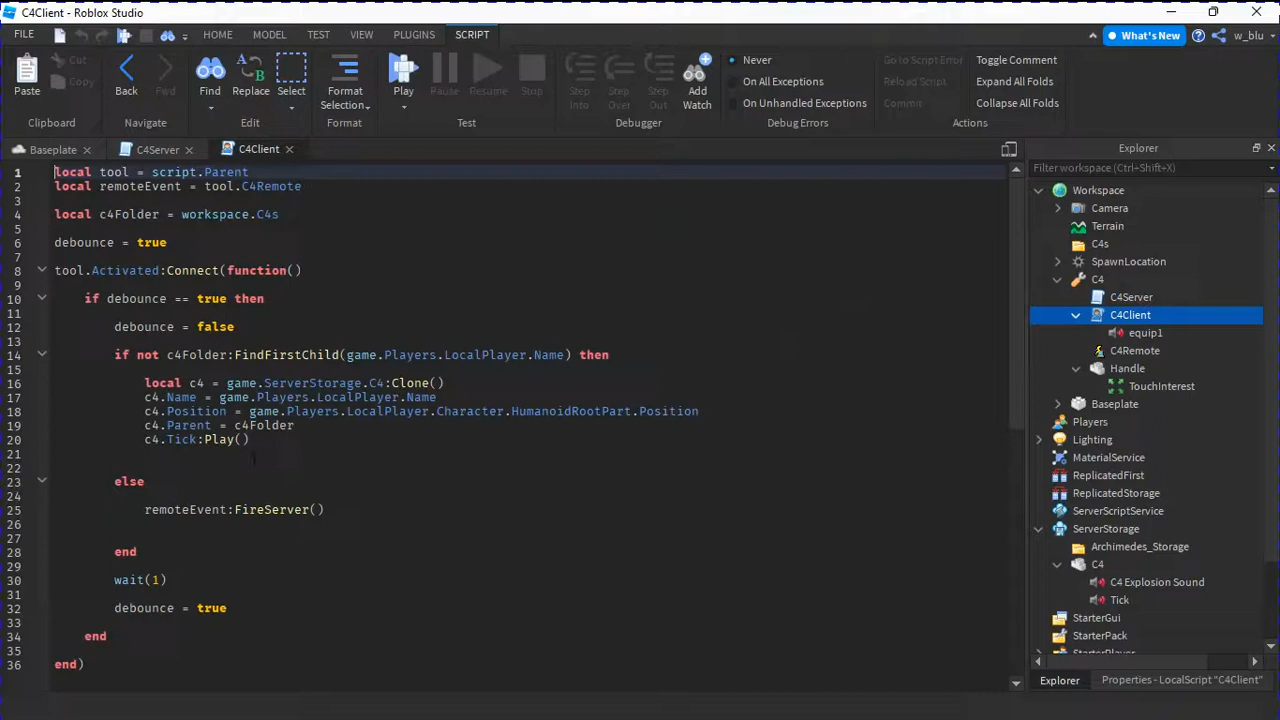 C4Client - Roblox Studio
FILE HOME MODEL TEST VIEW PLUGINS SCRIPT What's New w_blu
Paste Cut Copy Back Fwd Find Replace Select Format Selection... Play Pause Resume Stop Step Into Step Over Step Out Add Watch
Never
On All Exceptions
On Unhandled Exceptions
Go to Script Error
Reload Script
Commit
Toggle Comment
Expand All Folds
Collapse All Folds
Clipboard Navigate Edit Format Test Debugger Debug Errors Actions
Baseplate C4Server C4Client
1 local tool = script.Parent
2 local remoteEvent = tool.C4Remote
3
4 local c4Folder = workspace.C4s
5
6 debounce = true
7
8 tool.Activated:Connect(function()
9
10 if debounce == true then
11
12 debounce = false
13
14 if not c4Folder:FindFirstChild(game.Players.LocalPlayer.Name) then
15
16 local c4 = game.ServerStorage.C4:Clone()
17 c4.Name = game.Players.LocalPlayer.Name
18 c4.Position = game.Players.LocalPlayer.Character.HumanoidRootPart.Position
19 c4.Parent = c4Folder
20 c4.Tick:Play()
21
22
23 else
24
25 remoteEvent:FireServer()
26
27
28 end
29
30 wait(1)
31
32 debounce = true
33
34 end
35
36 end)
Explorer
Filter workspace (Ctrl+Shift+X)
Workspace
Camera
Terrain
C4s
SpawnLocation
C4
C4Server
C4Client
equip1
C4Remote
Handle
TouchInterest
Baseplate
Players
Lighting
MaterialService
ReplicatedFirst
ReplicatedStorage
ServerScriptService
ServerStorage
Archimedes_Storage
C4
C4 Explosion Sound
Tick
StarterGui
StarterPack
StarterPlayer
Explorer Properties - LocalScript "C4Client"